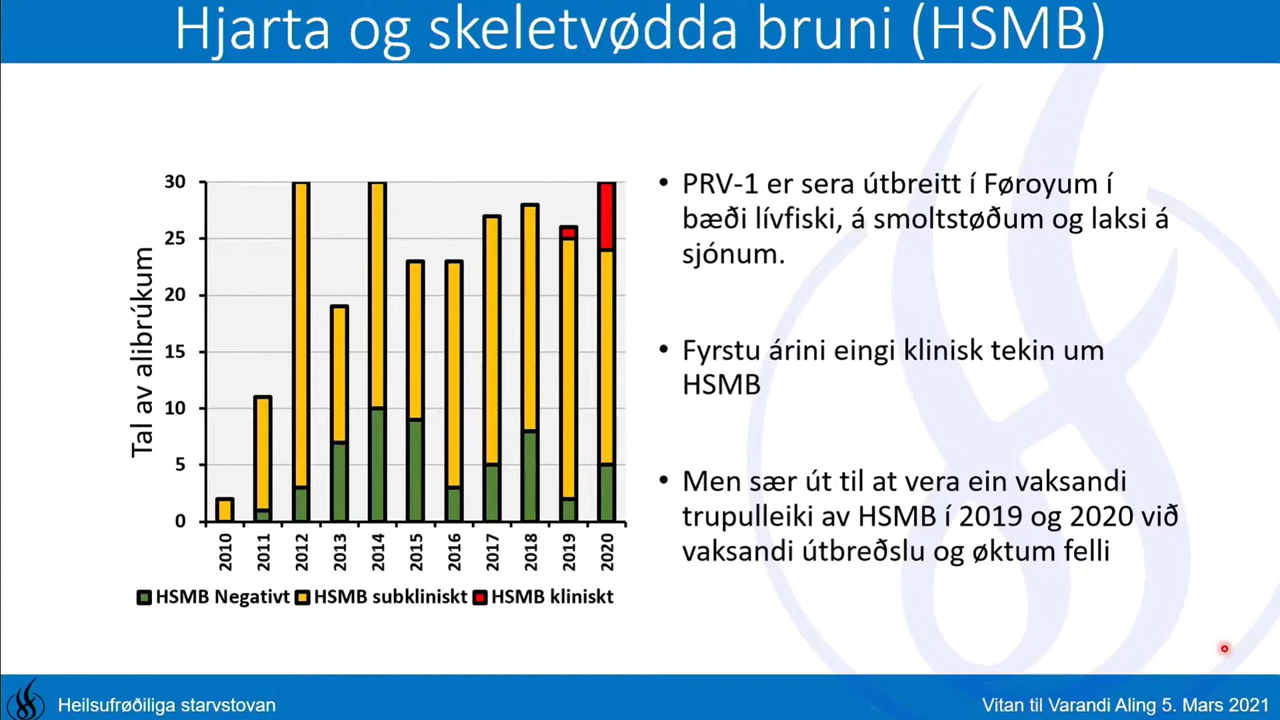 Hjarta og skeletvødda bruni (HSMB)
Tal av alibrúkum
30
25
20
15
10
5
0
2010
2011
2012
2013
2014
2015
2016
2017
2018
2019
2020
HSMB Negativt
HSMB subkliniskt
HSMB kliniskt
• PRV-1 er sera útbreitt í Føroyum í
bæði lívfiski, á smoltstøðum og laksi á
sjónum.
• Fyrstu árini eingi klinisk tekin um
HSMB
• Men sær út til at vera ein vaksandi
trupulleiki av HSMB í 2019 og 2020 við
vaksandi útbreðslu og øktum felli
Heilsufrøðiliga starvstovan
Vitan til Varandi Aling 5. Mars 2021